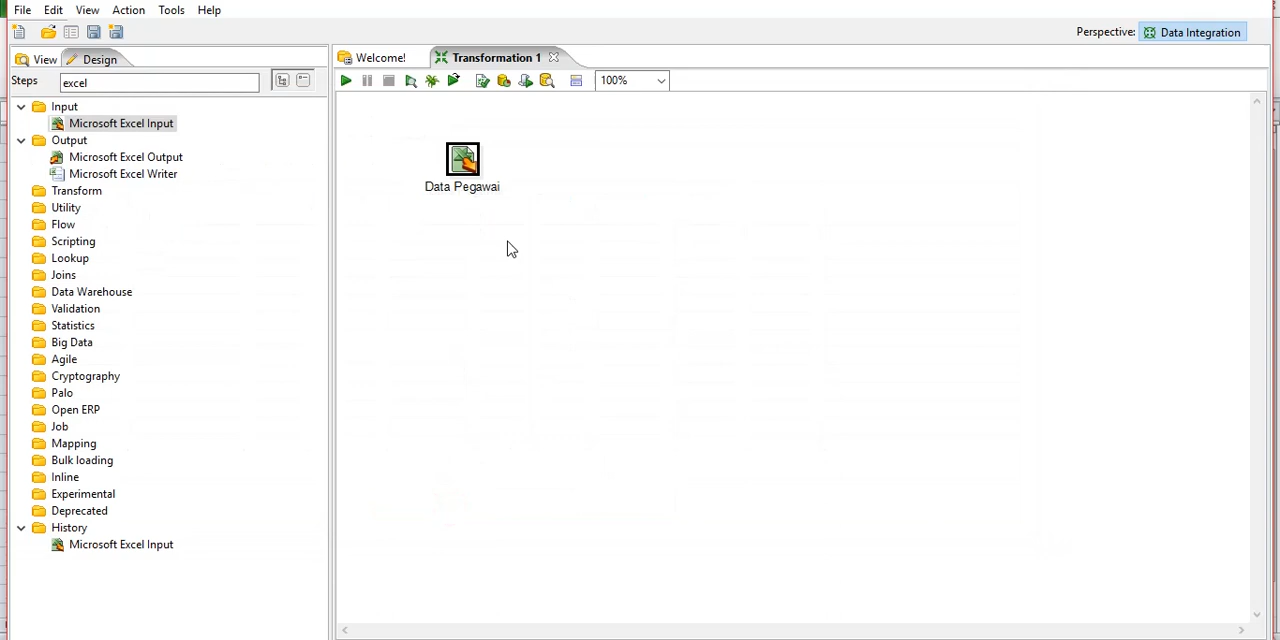 File Edit View Action Tools Help
Perspective: Data Integration
View Design
Welcome! Transformation 1
Steps excel
100%
Input
Microsoft Excel Input
Output
Microsoft Excel Output
Microsoft Excel Writer
Transform
Utility
Flow
Scripting
Lookup
Joins
Data Warehouse
Validation
Statistics
Big Data
Agile
Cryptography
Palo
Open ERP
Job
Mapping
Bulk loading
Inline
Experimental
Deprecated
History
Microsoft Excel Input
Data Pegawai